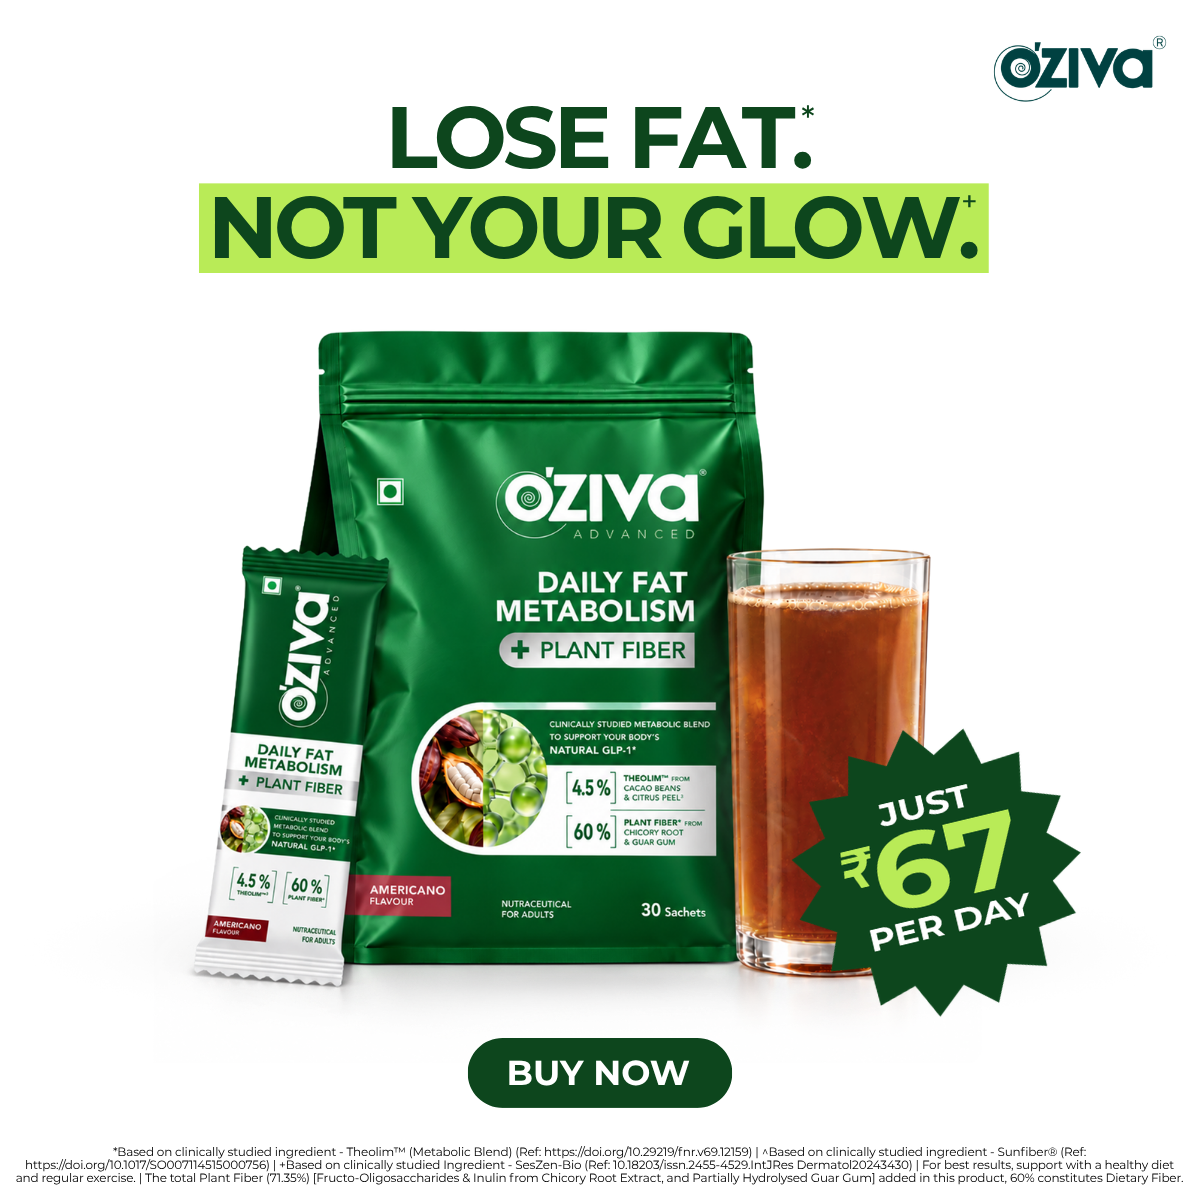 O'ZIVA®
LOSE FAT.*
NOT YOUR GLOW.+
O'ZIVA®
ADVANCED
DAILY FAT
METABOLISM
+ PLANT FIBER
CLINICALLY STUDIED METABOLIC BLEND
TO SUPPORT YOUR BODY'S
NATURAL GLP-1*
4.5% THEOLIM™ FROM
CACAO BEANS
& CITRUS PEEL
60% PLANT FIBER* FROM
CHICORY ROOT
& GUAR GUM
AMERICANO
FLAVOUR
NUTRACEUTICAL
FOR ADULTS
30 Sachets
O'ZIVA®
ADVANCED
DAILY FAT
METABOLISM
+ PLANT FIBER
CLINICALLY STUDIED
METABOLIC BLEND
TO SUPPORT YOUR BODY'S
NATURAL GLP-1*
4.5% THEOLIM™
60% PLANT FIBER*
AMERICANO
FLAVOUR
NUTRACEUTICAL
FOR ADULTS
JUST
₹67
PER DAY
BUY NOW
*Based on clinically studied ingredient - Theolim™ (Metabolic Blend) (Ref: https://doi.org/10.29219/fnr.v69.12159) | ^Based on clinically studied ingredient - Sunfiber® (Ref:
https://doi.org/10.1017/SO007114515000756) | +Based on clinically studied Ingredient - SesZen-Bio (Ref: 10.18203/issn.2455-4529.IntJRes Dermatol20243430) | For best results, support with a healthy diet
and regular exercise. | The total Plant Fiber (71.35%) [Fructo-Oligosaccharides & Inulin from Chicory Root Extract, and Partially Hydrolysed Guar Gum] added in this product, 60% constitutes Dietary Fiber.